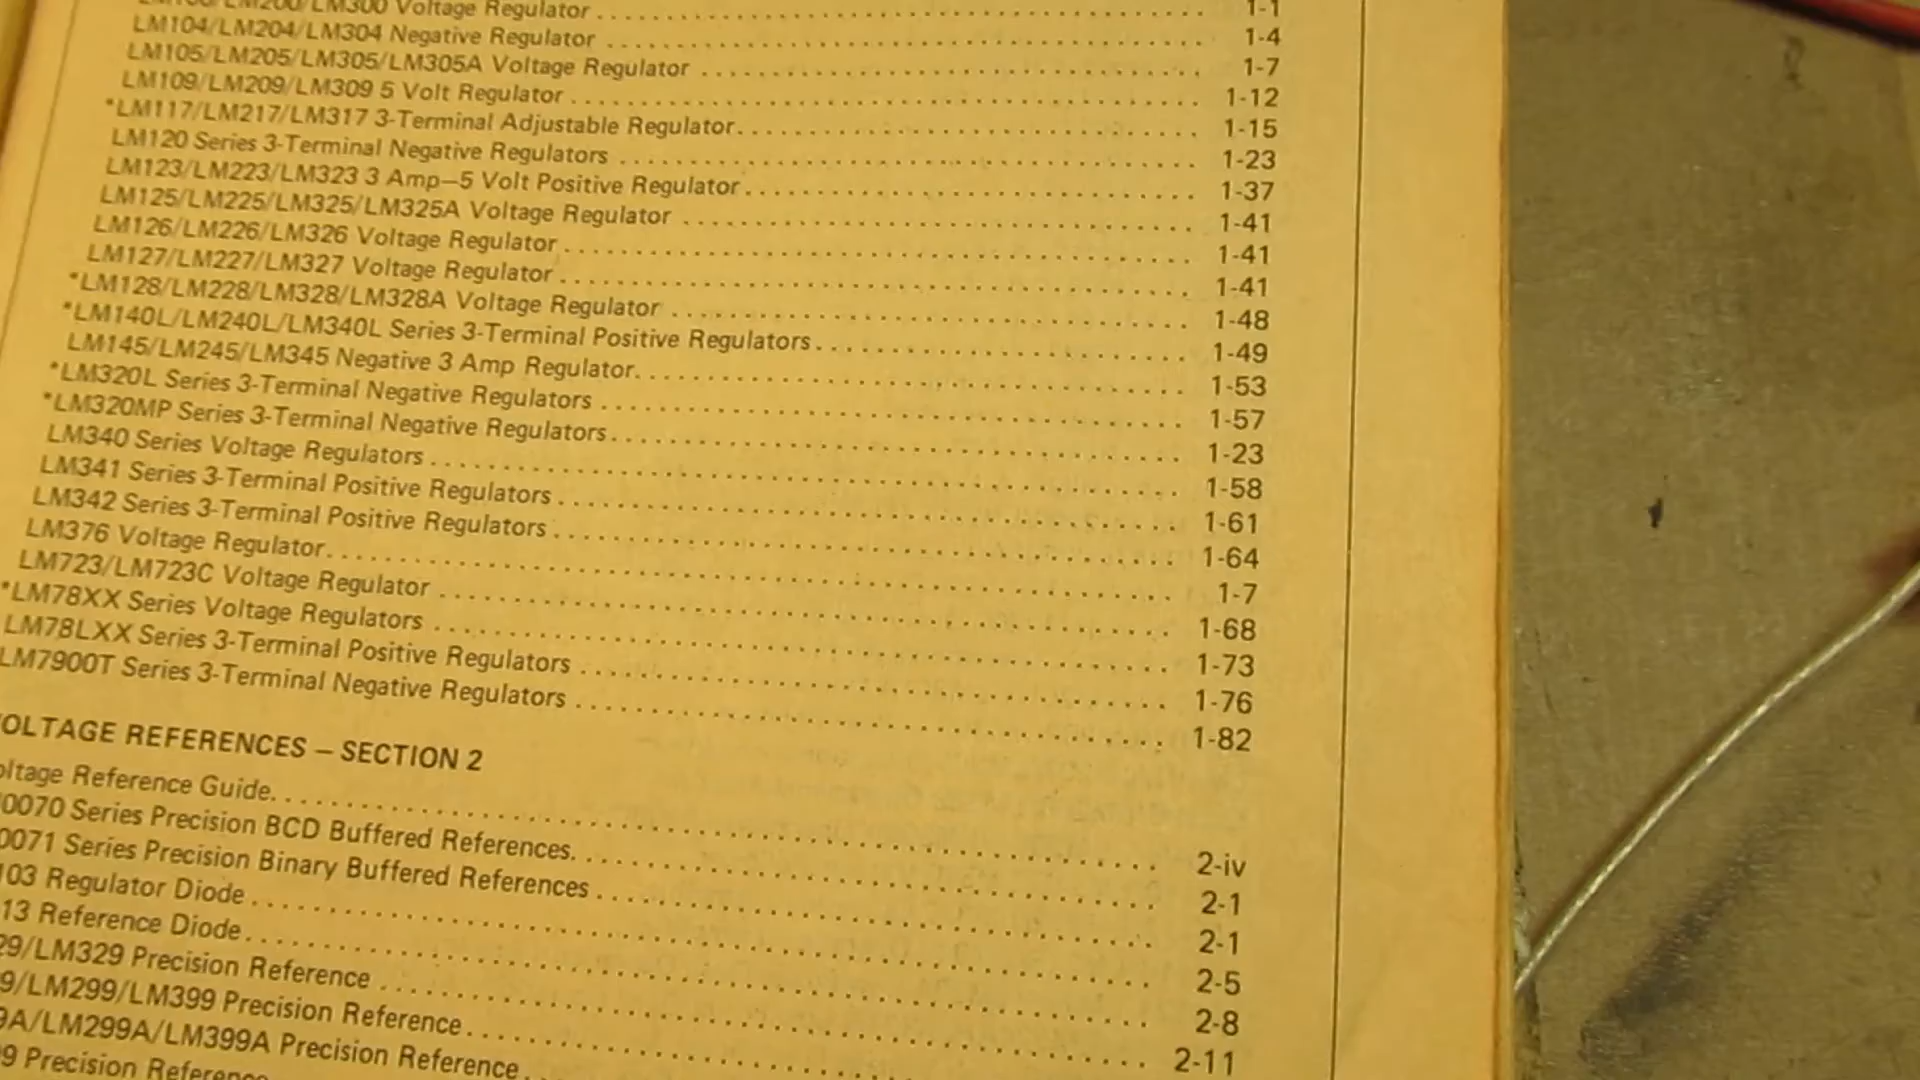 LM200/LM300 Voltage Regulator ........ 1-1
LM104/LM204/LM304 Negative Regulator ........ 1-4
LM105/LM205/LM305/LM305A Voltage Regulator ........ 1-7
LM109/LM209/LM309 5 Volt Regulator ........ 1-12
*LM117/LM217/LM317 3-Terminal Adjustable Regulator ........ 1-15
LM120 Series 3-Terminal Negative Regulators ........ 1-23
LM123/LM223/LM323 3 Amp–5 Volt Positive Regulator ........ 1-37
LM125/LM225/LM325/LM325A Voltage Regulator ........ 1-41
LM126/LM226/LM326 Voltage Regulator ........ 1-41
LM127/LM227/LM327 Voltage Regulator ........ 1-41
*LM128/LM228/LM328/LM328A Voltage Regulator ........ 1-48
*LM140L/LM240L/LM340L Series 3-Terminal Positive Regulators ........ 1-49
LM145/LM245/LM345 Negative 3 Amp Regulator ........ 1-53
*LM320L Series 3-Terminal Negative Regulators ........ 1-57
*LM320MP Series 3-Terminal Negative Regulators ........ 1-23
LM340 Series Voltage Regulators ........ 1-58
LM341 Series 3-Terminal Positive Regulators ........ 1-61
LM342 Series 3-Terminal Positive Regulators ........ 1-64
LM376 Voltage Regulator ........ 1-7
LM723/LM723C Voltage Regulator ........ 1-68
*LM78XX Series Voltage Regulators ........ 1-73
LM78LXX Series 3-Terminal Positive Regulators ........ 1-76
LM7900T Series 3-Terminal Negative Regulators ........ 1-82
OLTAGE REFERENCES – SECTION 2
oltage Reference Guide ........ 2-iv
0070 Series Precision BCD Buffered References ........ 2-1
0071 Series Precision Binary Buffered References ........ 2-1
103 Regulator Diode ........ 2-5
13 Reference Diode ........ 2-8
29/LM329 Precision Reference ........ 2-11
9/LM299/LM399 Precision Reference ........
9A/LM299A/LM399A Precision Reference ........
9 Precision Reference